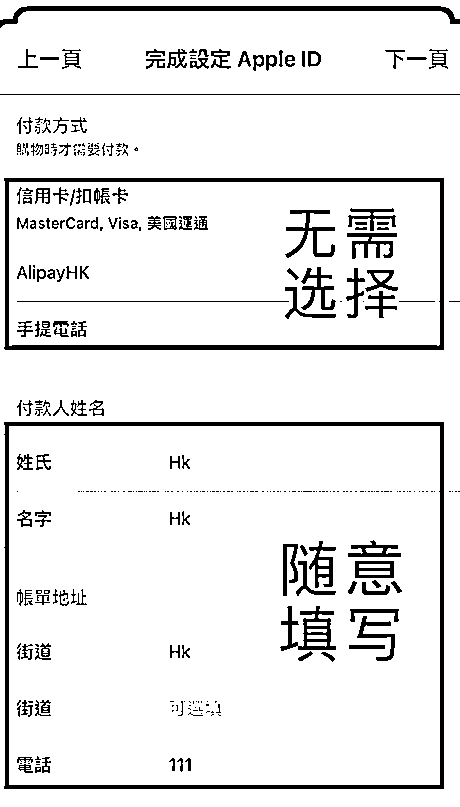 上一頁 完成設定 Apple ID 下一頁
付款方式
購物時才需要付款。
信用卡/扣帳卡
MasterCard, Visa, 美國運通
AlipayHK
手提電話
无需
选择
付款人姓名
姓氏 Hk
名字 Hk
帳單地址
随意
填写
街道 Hk
街道 可選填
電話 111